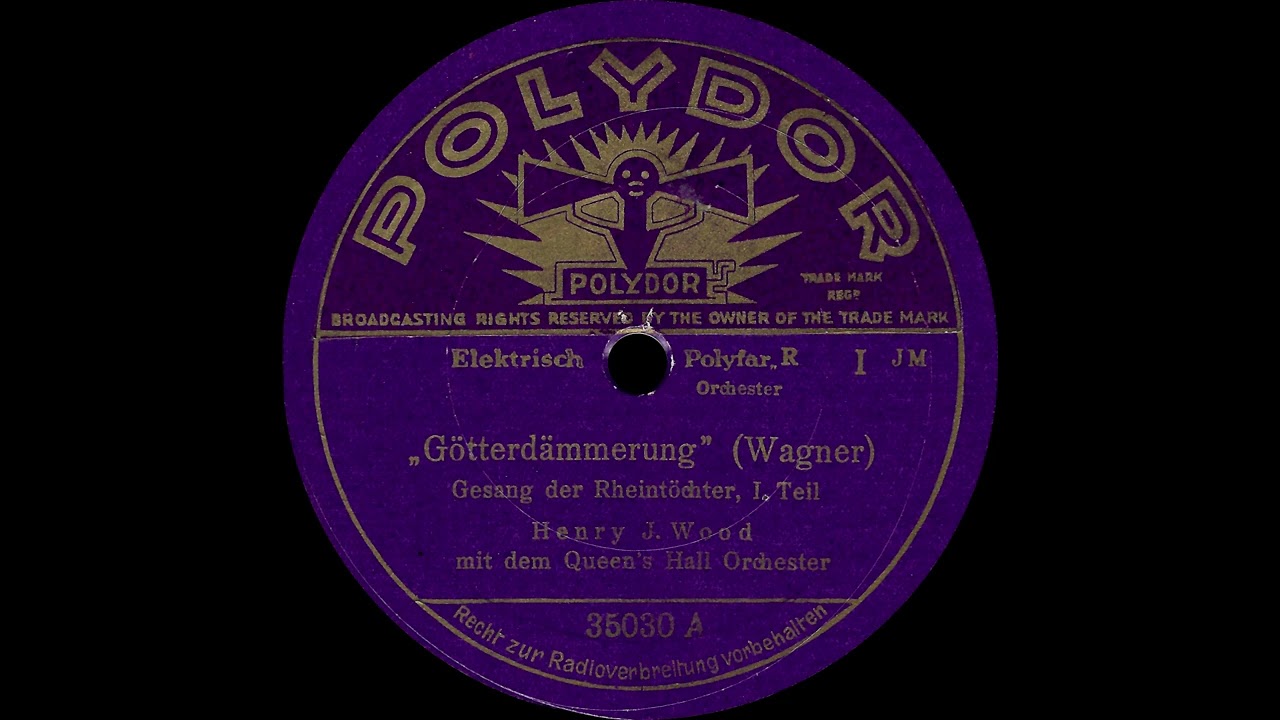 POLYDOR
POLYDOR
TRADE MARK
REGD
BROADCASTING RIGHTS RESERVED BY THE OWNER OF THE TRADE MARK
Elektrisch Polyfar„R I JM
Orchester
„Götterdämmerung” (Wagner)
Gesang der Rheintöchter, I. Teil
Henry J. Wood
mit dem Queen's Hall Orchester
35030 A
Recht zur Radioverbreitung vorbehalten